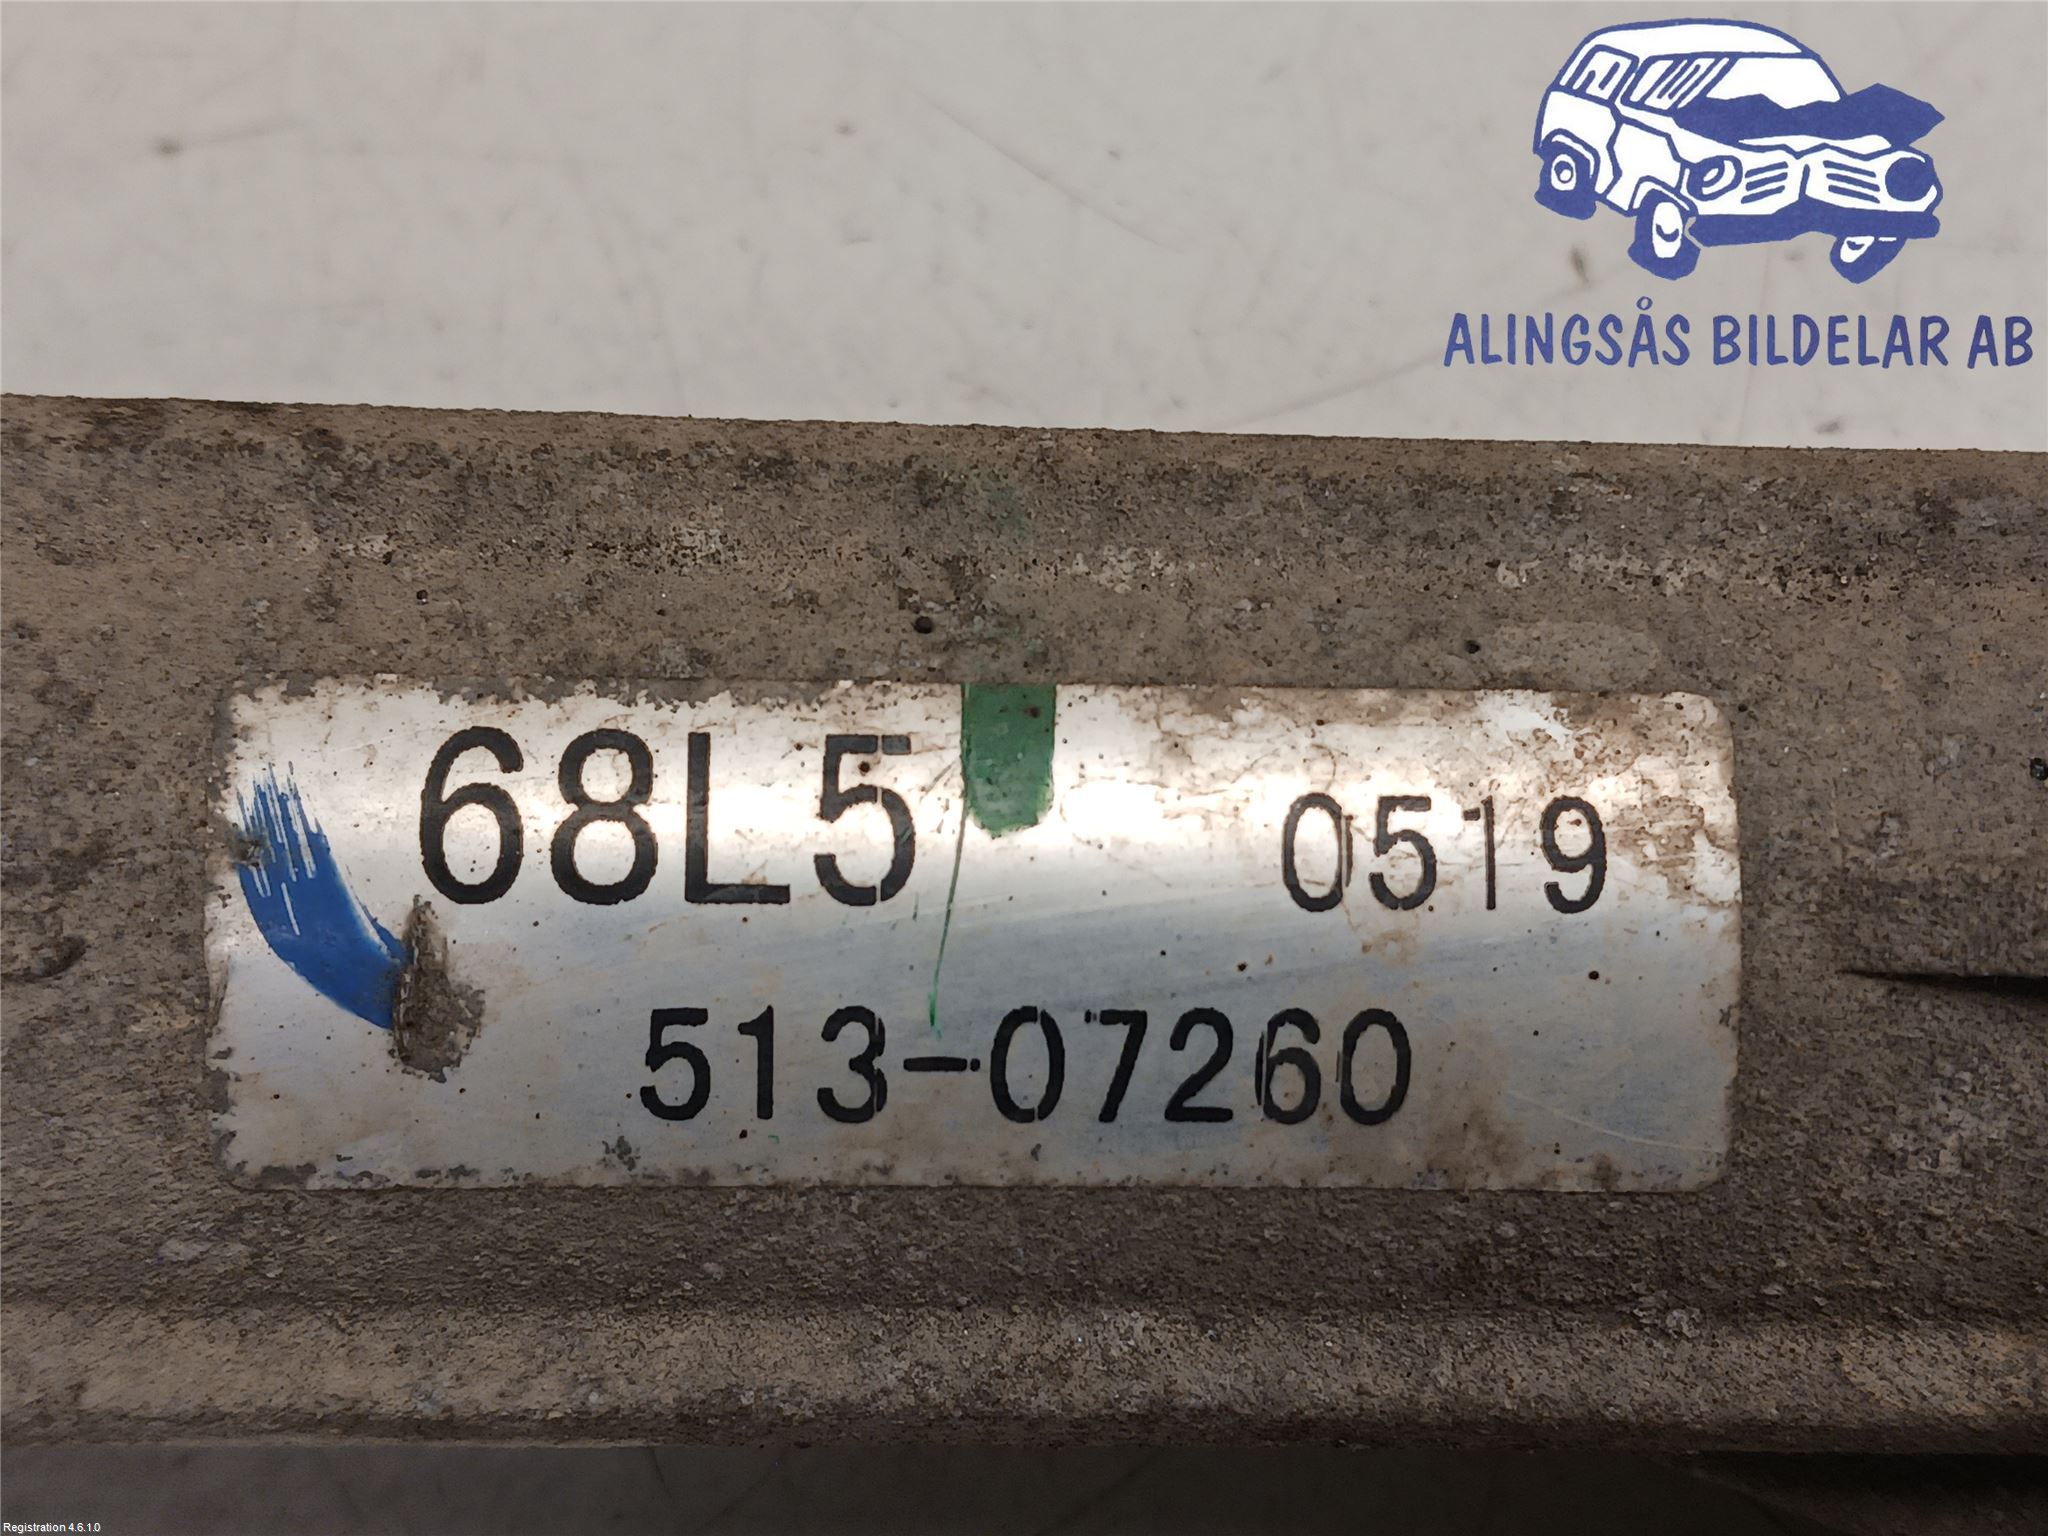 ALINGSÅS BILDELAR AB
68L5 0519
513-07260
Registration 4.6.1.0